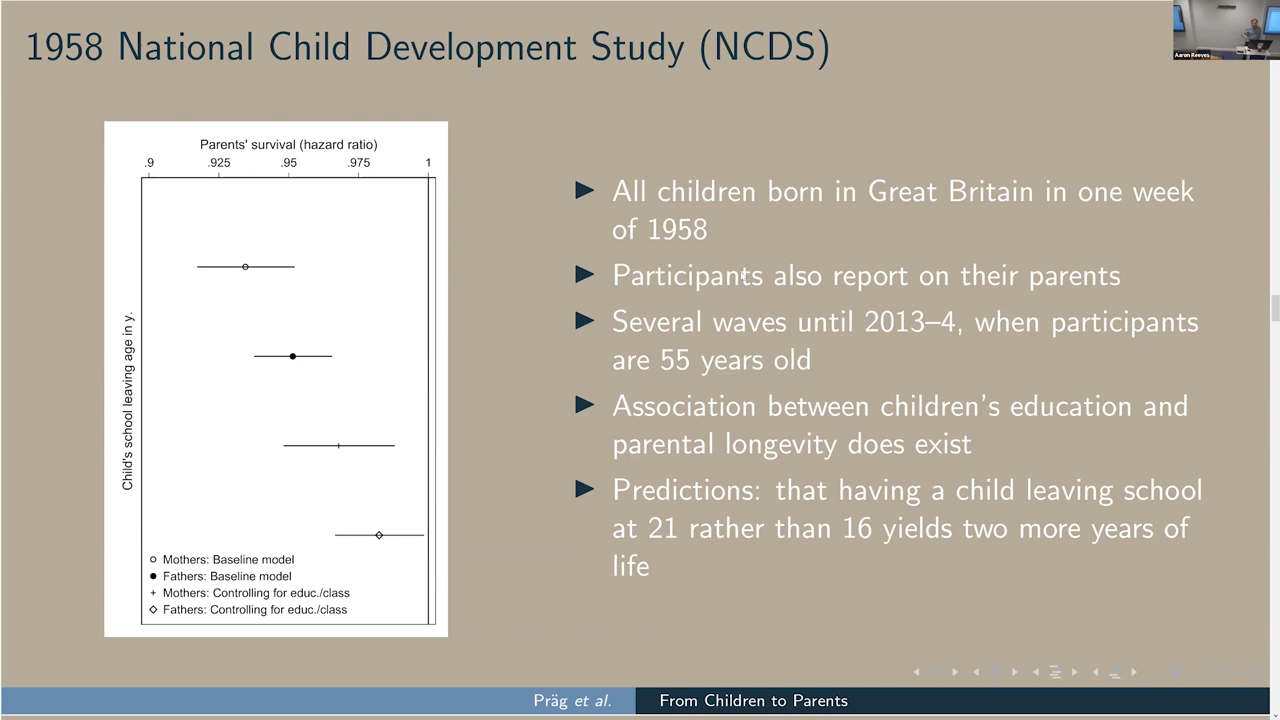 1958 National Child Development Study (NCDS)
Aaron Reeves
Parents' survival (hazard ratio)
.9 .925 .95 .975 1
Child's school leaving age in y.
Mothers: Baseline model
Fathers: Baseline model
Mothers: Controlling for educ./class
Fathers: Controlling for educ./class
All children born in Great Britain in one week
of 1958
Participants also report on their parents
Several waves until 2013–4, when participants
are 55 years old
Association between children's education and
parental longevity does exist
Predictions: that having a child leaving school
at 21 rather than 16 yields two more years of
life
Präg et al.
From Children to Parents